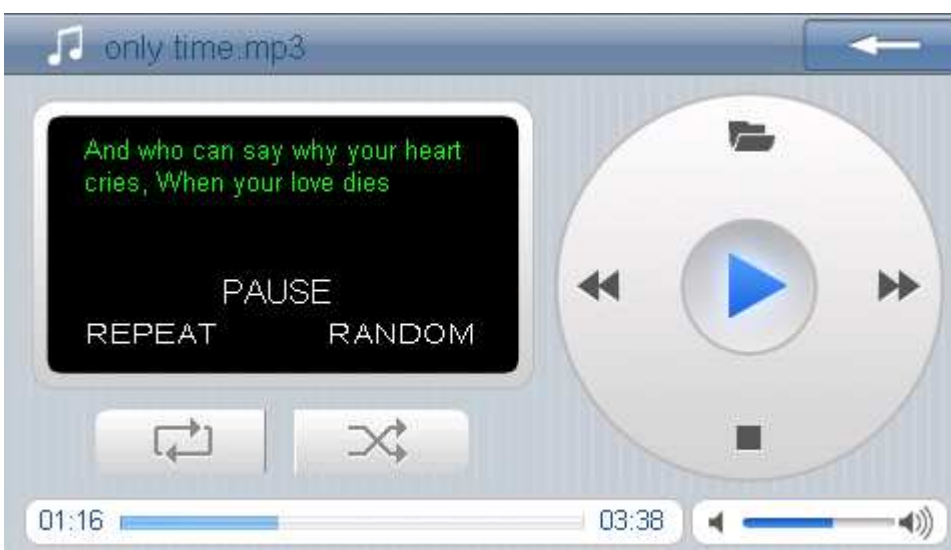 only time.mp3
And who can say why your heart
cries, When your love dies
PAUSE
REPEAT RANDOM
01:16 03:38